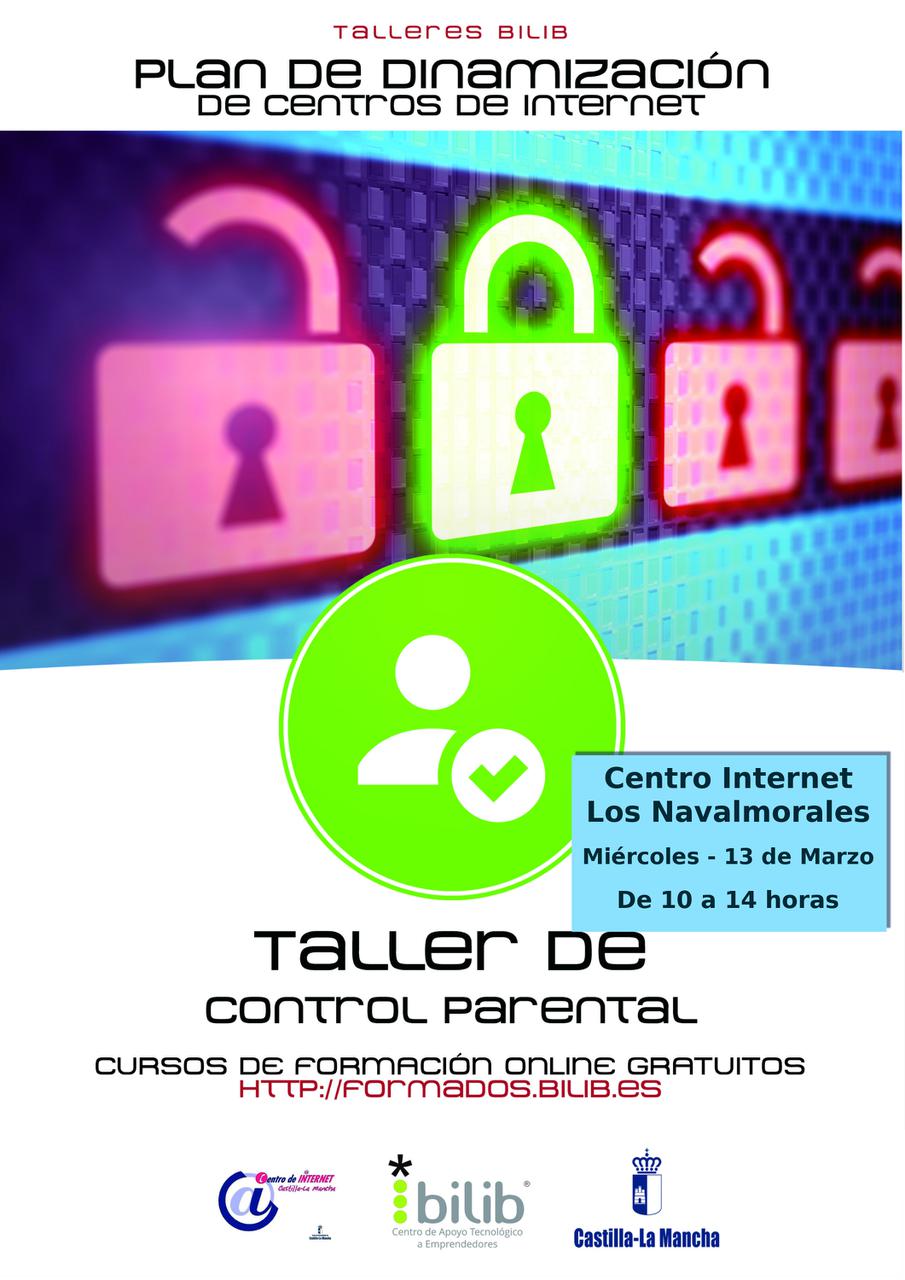 Talleres BILIB
Plan de Dinamización
de Centros de Internet
Centro Internet
Los Navalmorales
Miércoles - 13 de Marzo
De 10 a 14 horas
Taller de
Control Parental
Cursos de formación online gratuitos
http://formados.bilib.es
Centro de INTERNET
Castilla-La Mancha
bilib®
Centro de Apoyo Tecnológico
a Emprendedores
Castilla-La Mancha